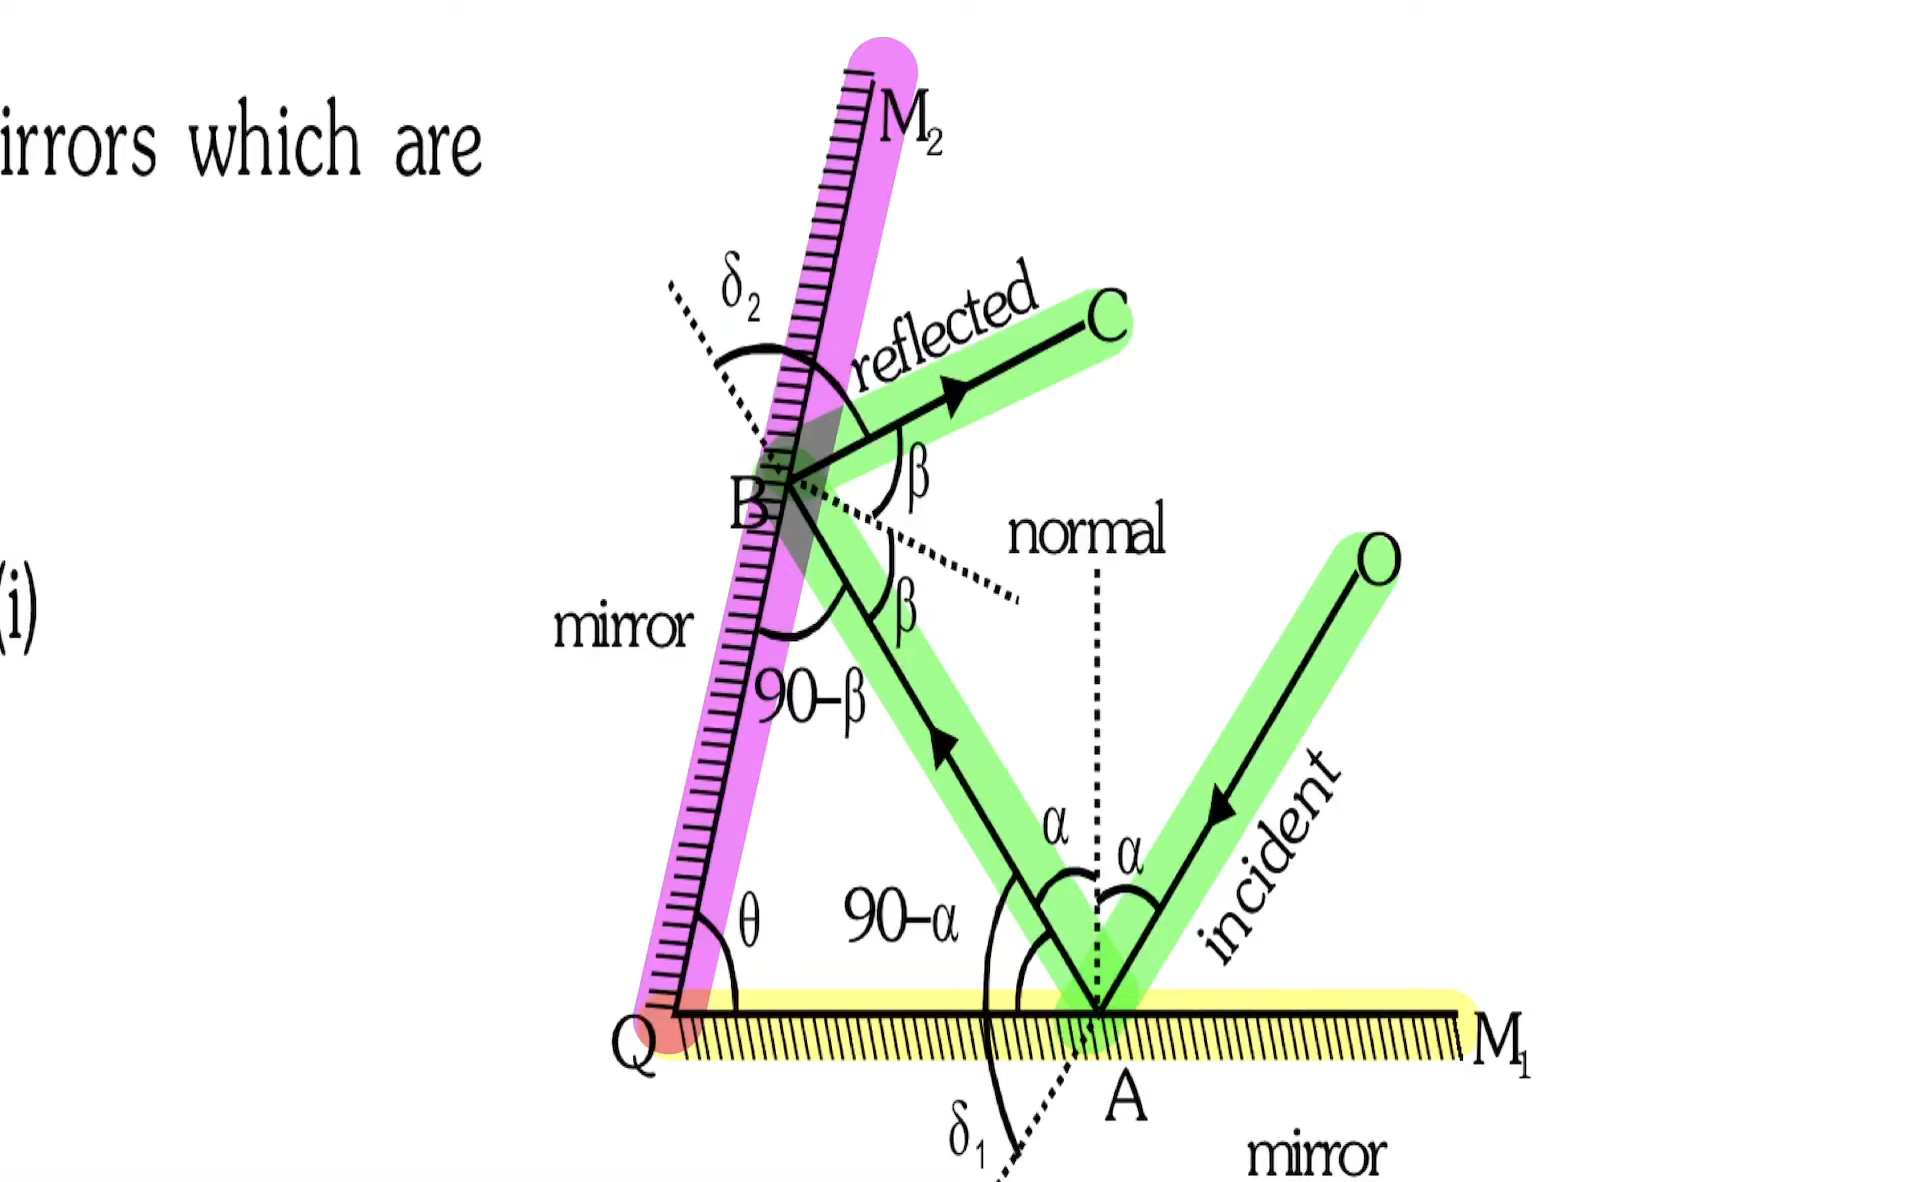 irrors which are
(i)
M2
δ2
reflected
C
B
β
β
normal
O
mirror
90–β
α
α
incident
θ
90–α
Q
M1
A
δ1
mirror